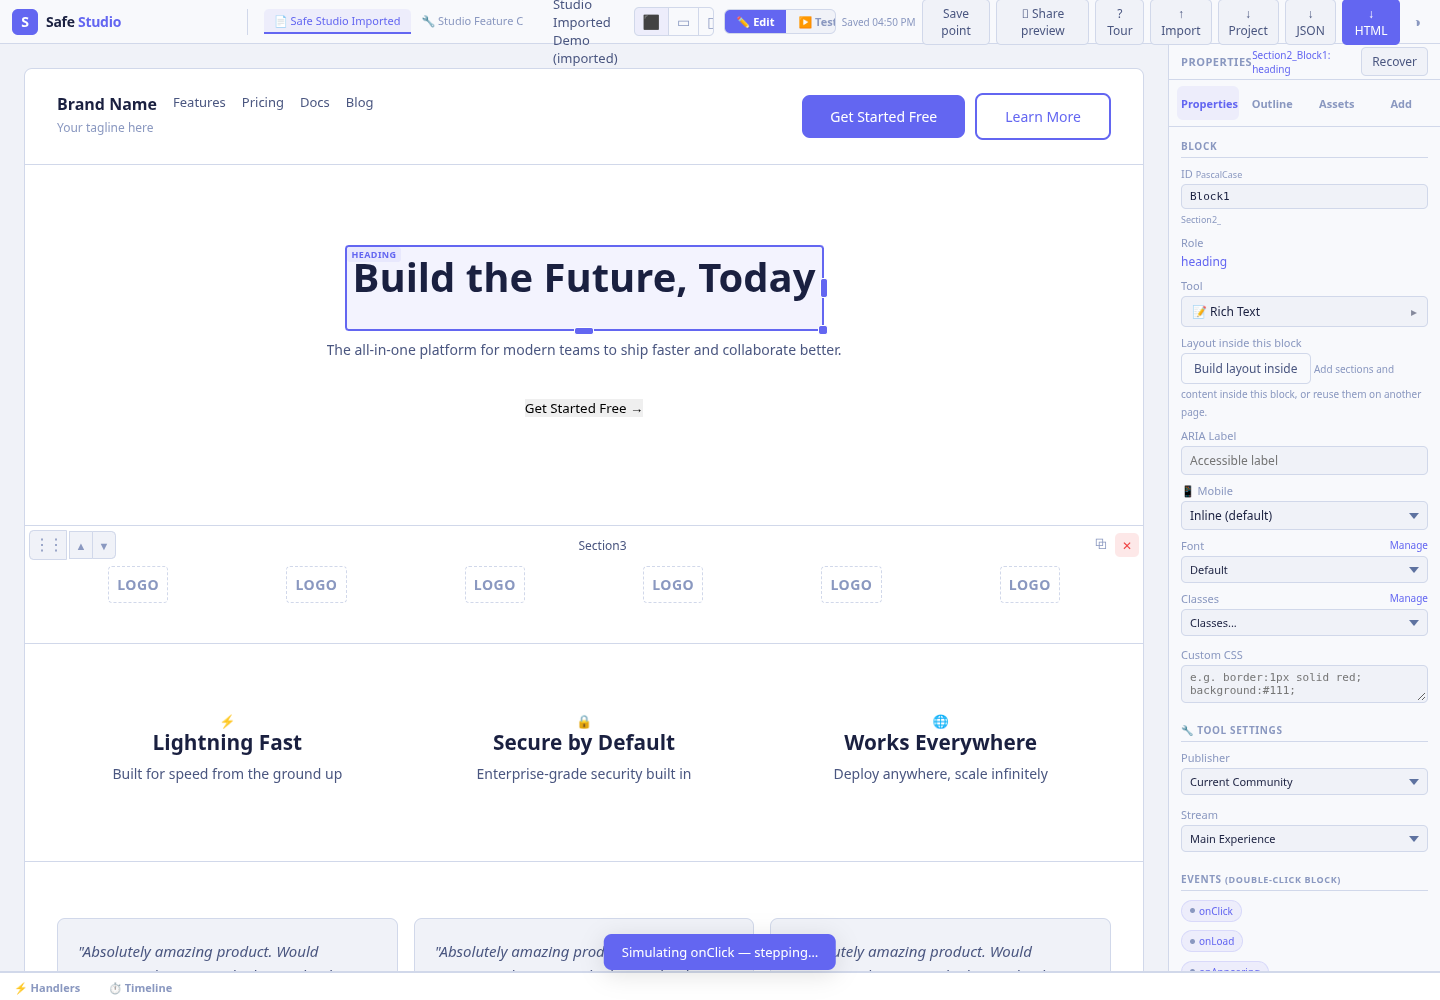 S Safe Studio
📄 Safe Studio Imported
🔧 Studio Feature C
Studio
Imported
Demo
(imported)
✏️ Edit
▶️ Test
Saved 04:50 PM
Save point
Share preview
? Tour
↑ Import
↓ Project
↓ JSON
↓ HTML
Brand Name
Features Pricing Docs Blog
Your tagline here
Get Started Free
Learn More
HEADING
Build the Future, Today
The all-in-one platform for modern teams to ship faster and collaborate better.
Get Started Free →
Section3
LOGO LOGO LOGO LOGO LOGO LOGO
⚡ 🔒 🌐
Lightning Fast Secure by Default Works Everywhere
Built for speed from the ground up Enterprise-grade security built in Deploy anywhere, scale infinitely
"Absolutely amazing product. Would
"Absolutely amazing prod
utely amazing product. Would
Simulating onClick — stepping...
⚡ Handlers ⏱️ Timeline
PROPERTIES
Section2_Block1:
heading
Recover
Properties Outline Assets Add
BLOCK
ID PascalCase
Block1
Section2_
Role
heading
Tool
📝 Rich Text ▸
Layout inside this block
Build layout inside Add sections and
content inside this block, or reuse them on another
page.
ARIA Label
Accessible label
📱 Mobile
Inline (default)
Font Manage
Default
Classes Manage
Classes...
Custom CSS
e.g. border:1px solid red;
background:#111;
🔧 TOOL SETTINGS
Publisher
Current Community
Stream
Main Experience
EVENTS (DOUBLE-CLICK BLOCK)
onClick
onLoad